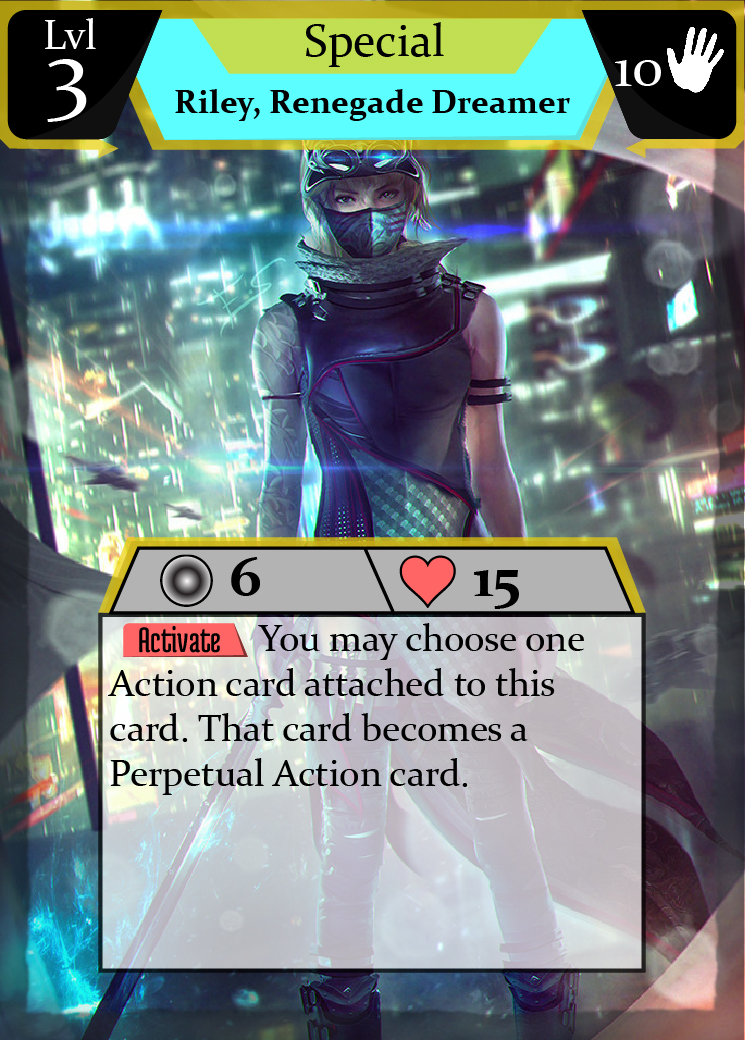 Lvl
3
Special
Riley, Renegade Dreamer
10
6
15
Activate You may choose one
Action card attached to this
card. That card becomes a
Perpetual Action card.